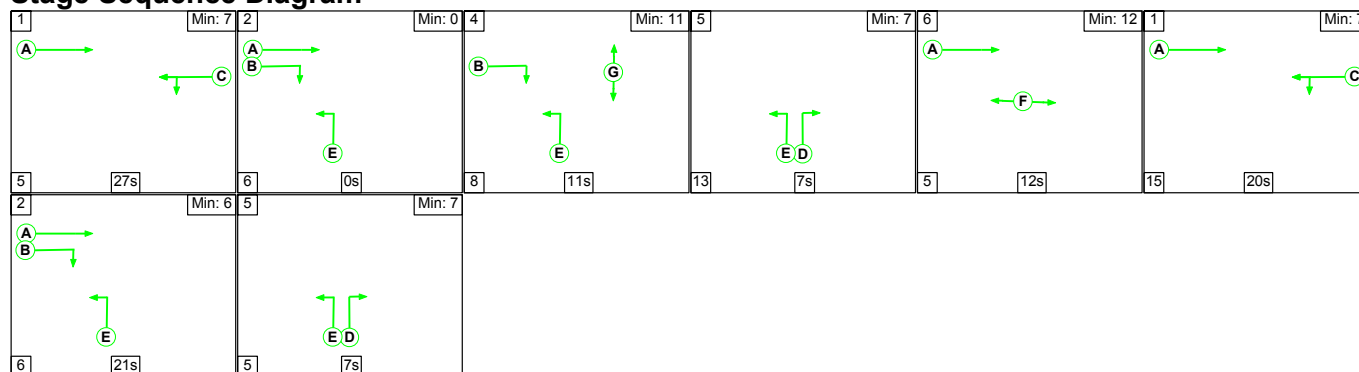 Stage Sequence Diagram
1 Min: 7 2 Min: 0 4 Min: 11 5 Min: 7 6 Min: 12 1 Min: 7
A A A A
B B
C C
G
F
E E E D
5 27s 6 0s 8 11s 13 7s 5 12s 15 20s
2 Min: 6 5 Min: 7
A
B
E E D
6 21s 5 7s